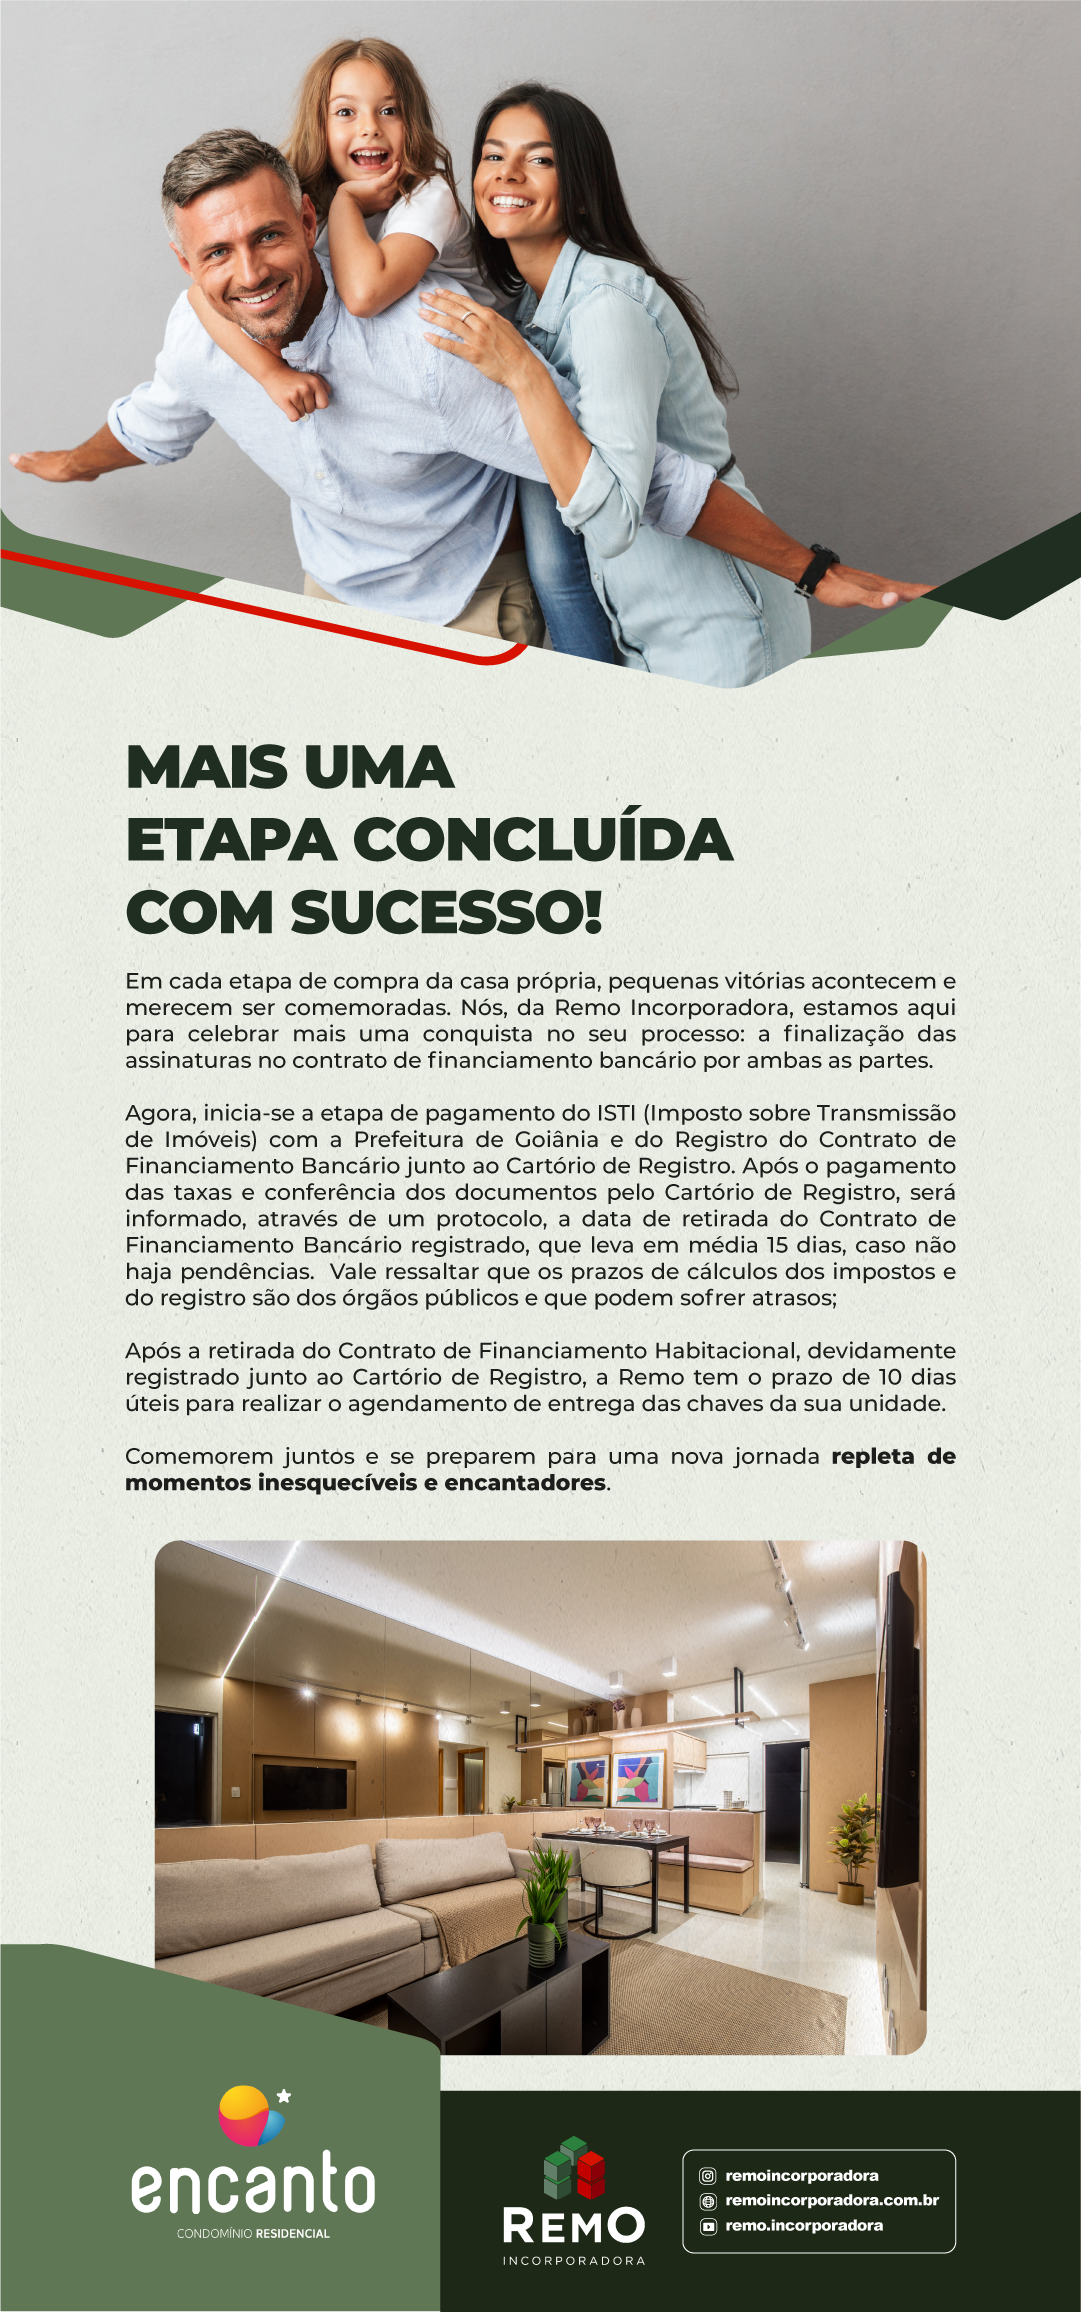 MAIS UMA
ETAPA CONCLUÍDA
COM SUCESSO!
Em cada etapa de compra da casa própria, pequenas vitórias acontecem e
merecem ser comemoradas. Nós, da Remo Incorporadora, estamos aqui
para celebrar mais uma conquista no seu processo: a finalização das
assinaturas no contrato de financiamento bancário por ambas as partes.
Agora, inicia-se a etapa de pagamento do ISTI (Imposto sobre Transmissão
de Imóveis) com a Prefeitura de Goiânia e do Registro do Contrato de
Financiamento Bancário junto ao Cartório de Registro. Após o pagamento
das taxas e conferência dos documentos pelo Cartório de Registro, será
informado, através de um protocolo, a data de retirada do Contrato de
Financiamento Bancário registrado, que leva em média 15 dias, caso não
haja pendências. Vale ressaltar que os prazos de cálculos dos impostos e
do registro são dos órgãos públicos e que podem sofrer atrasos;
Após a retirada do Contrato de Financiamento Habitacional, devidamente
registrado junto ao Cartório de Registro, a Remo tem o prazo de 10 dias
úteis para realizar o agendamento de entrega das chaves da sua unidade.
Comemorem juntos e se preparem para uma nova jornada repleta de
momentos inesquecíveis e encantadores.
encanto
CONDOMÍNIO RESIDENCIAL
REMO
INCORPORADORA
remoincorporadora
remoincorporadora.com.br
remo.incorporadora